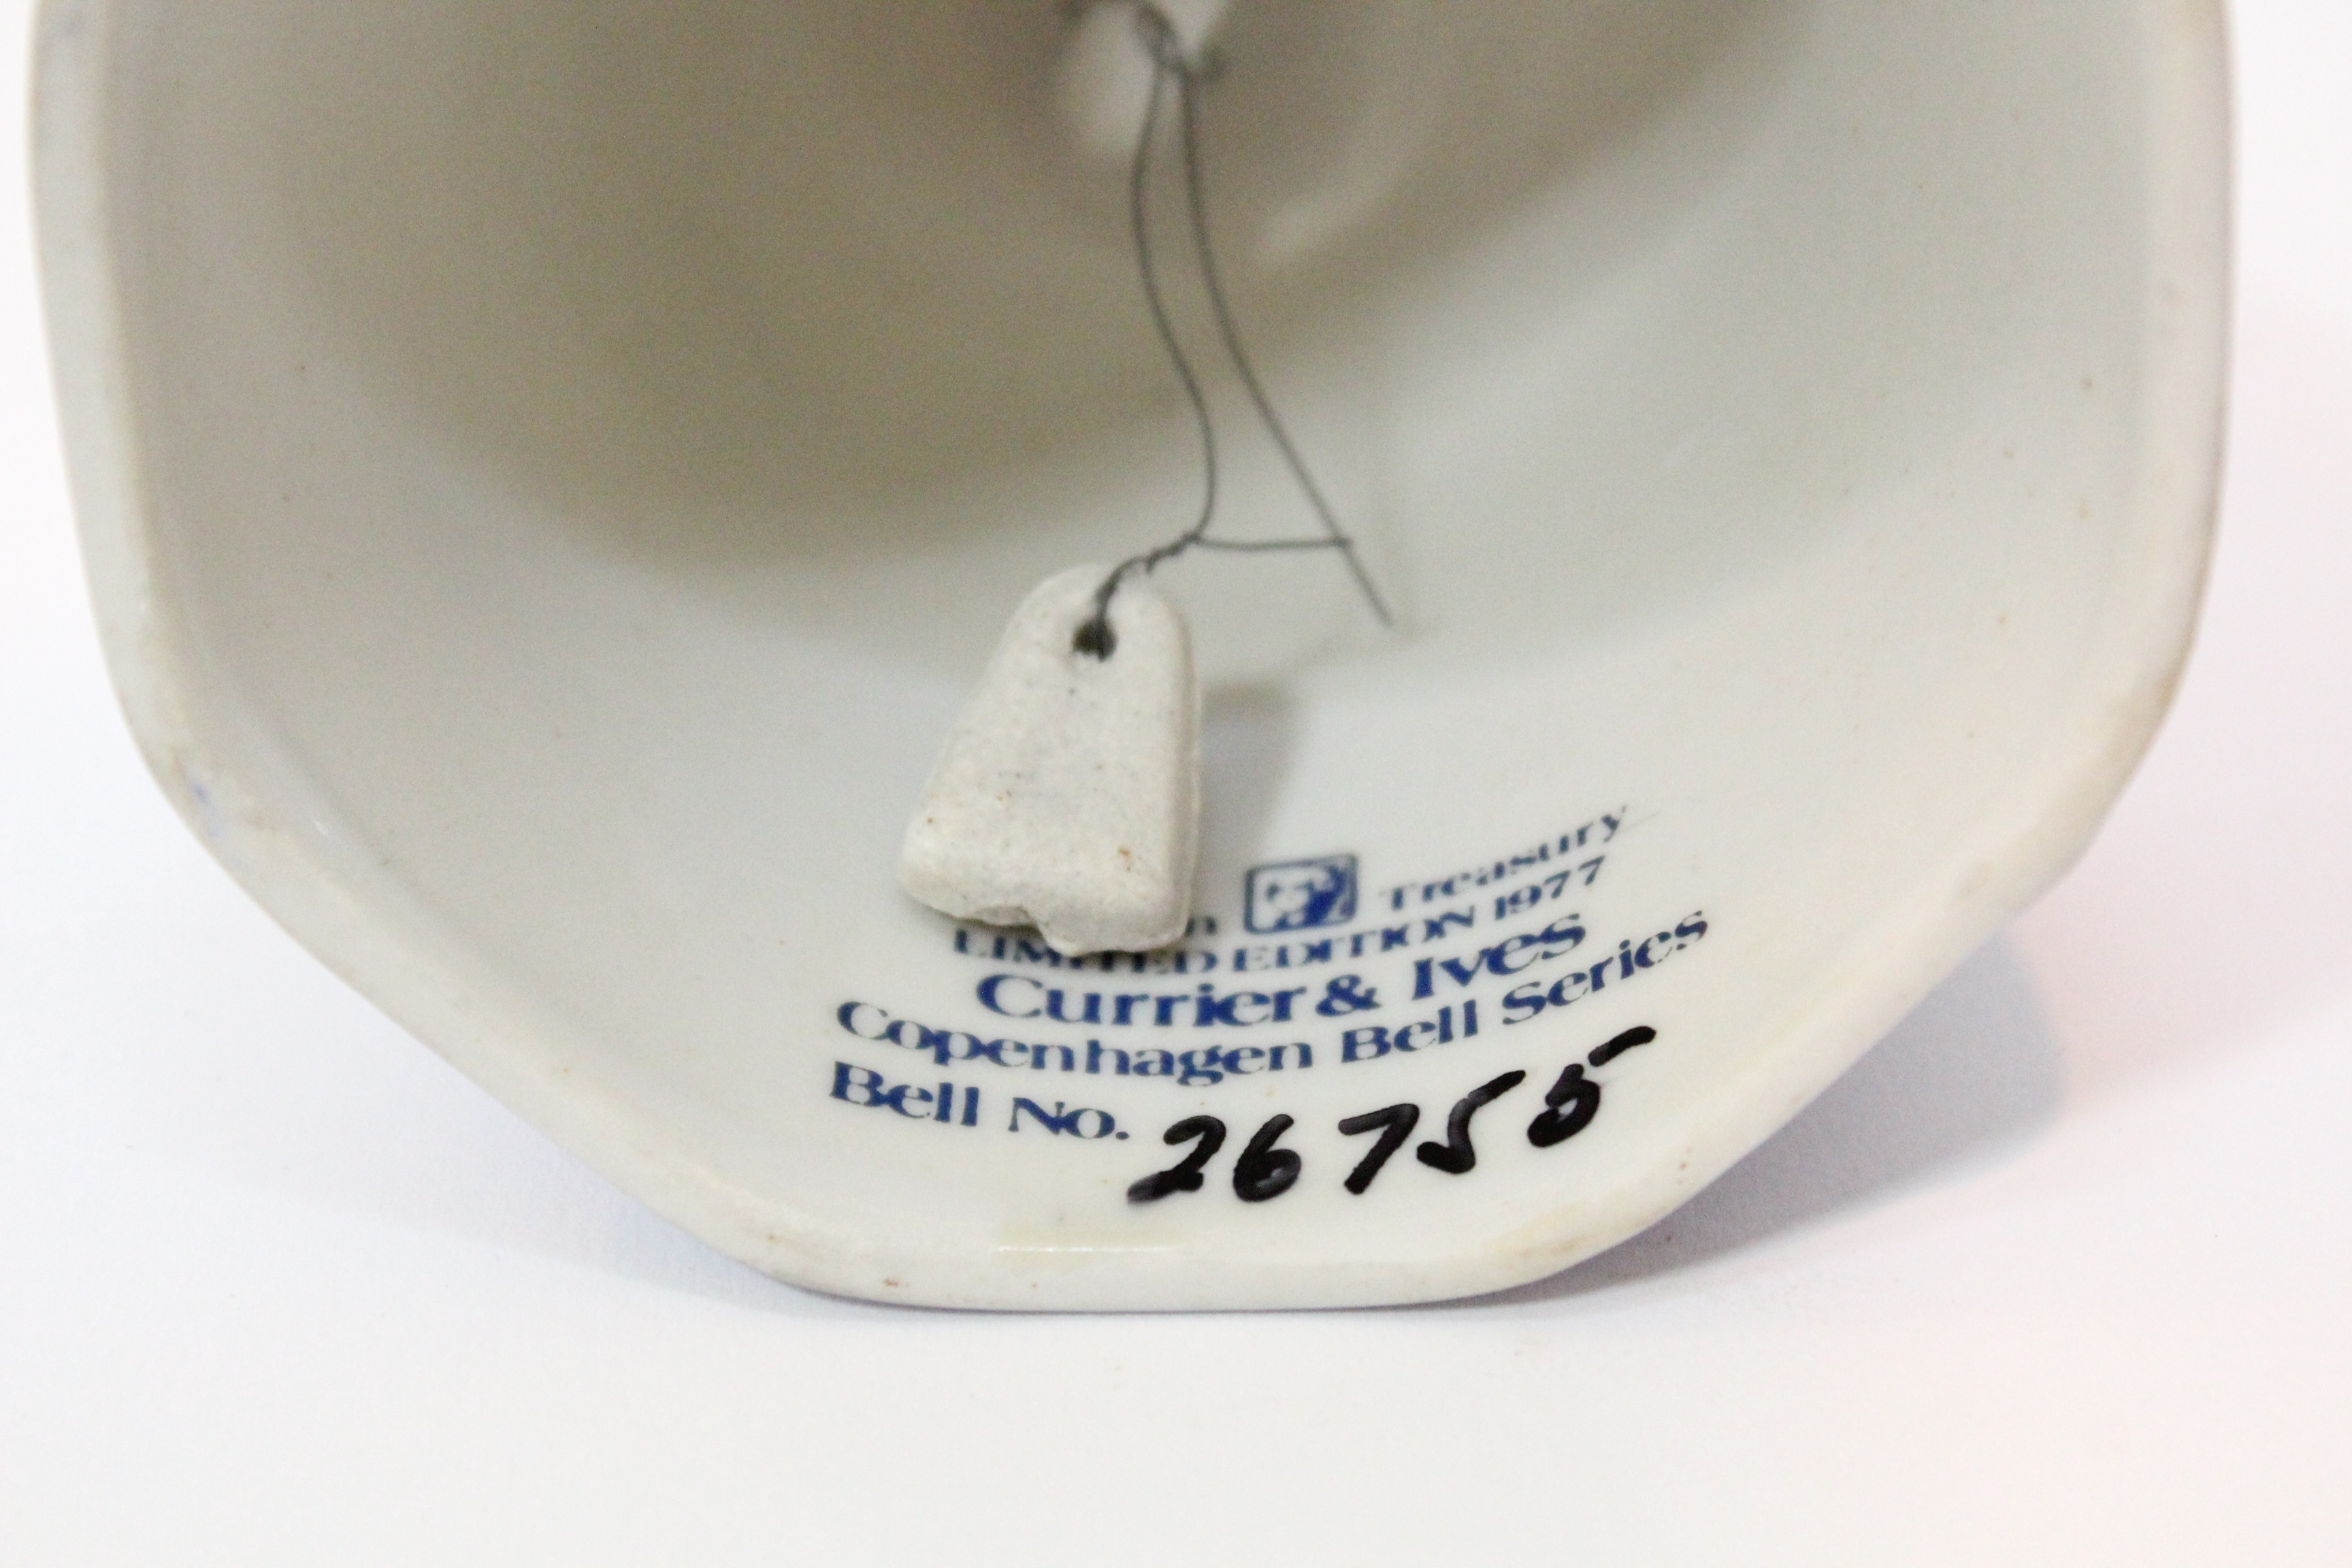 Treasury
LIMITED EDITION 1977
Currier & Ives
Copenhagen Bell Series
Bell No. 26755